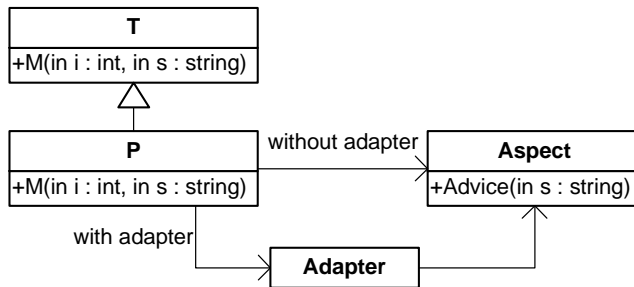 T
+M(in i : int, in s : string)
P
+M(in i : int, in s : string)
without adapter
Aspect
+Advice(in s : string)
with adapter
Adapter